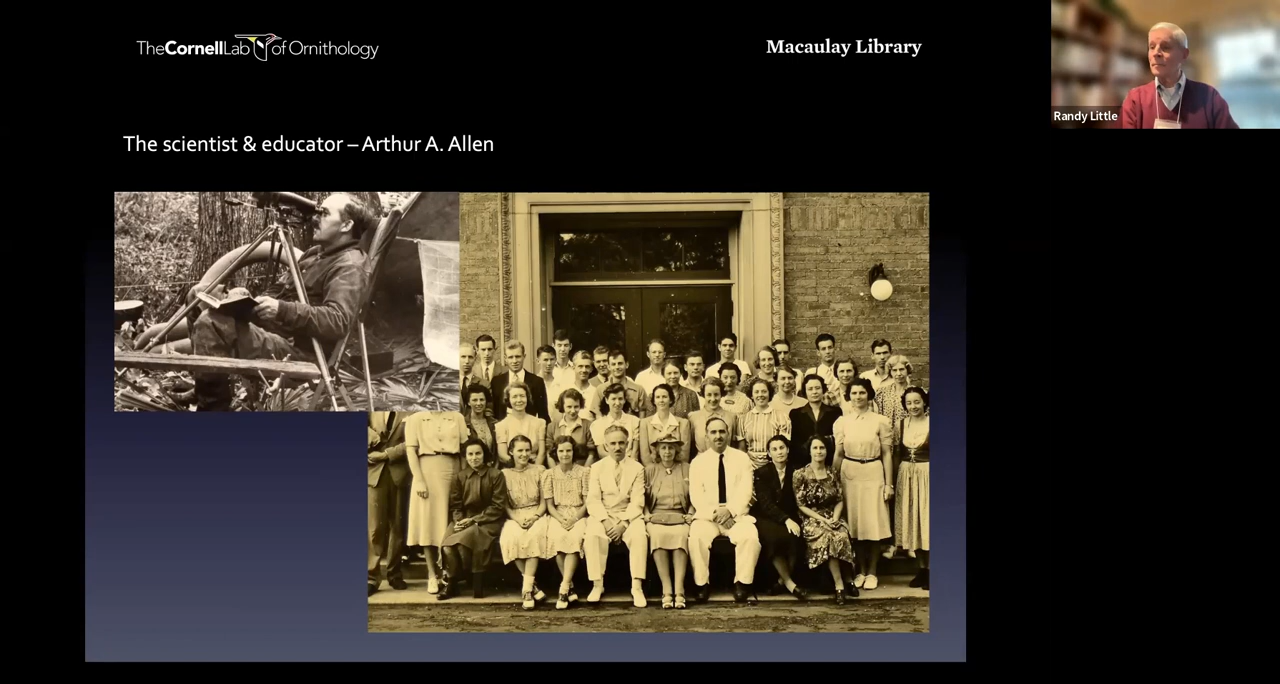 TheCornellLab of Ornithology
Macaulay Library
Randy Little
The scientist & educator – Arthur A. Allen